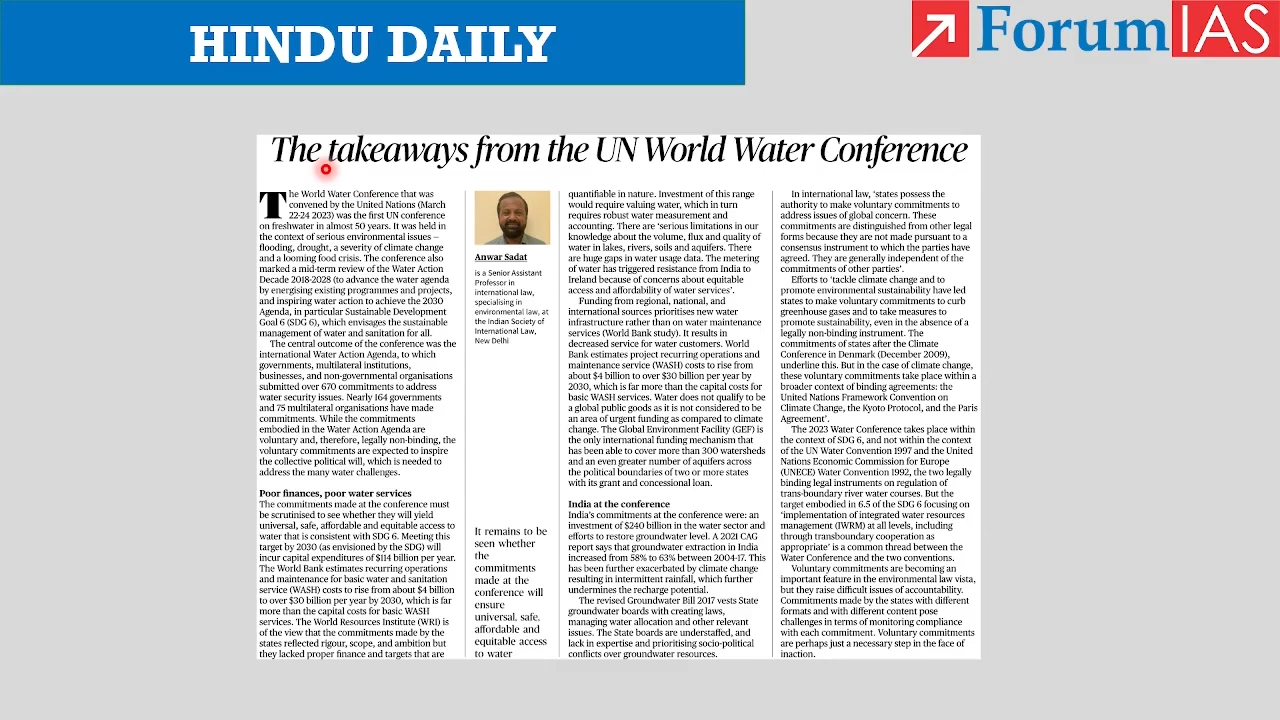 HINDU DAILY
Forum IAS
The takeaways from the UN World Water Conference
The World Water Conference that was
convened by the United Nations (March
22-24 2023) was the first UN conference
on freshwater in almost 50 years. It was held
in the context of serious environmental issues —
flooding, drought, a severity of climate change
and a looming food crisis. The conference also
marked a mid-term review of the Water Action
Decade 2018-2028 (to advance the water agenda
by energising existing programmes and projects,
and inspiring water action to achieve the 2030
Agenda, in particular Sustainable Development
Goal 6 (SDG 6), which envisages the sustainable
management of water and sanitation for all.
The central outcome of the conference was the
international Water Action Agenda, to which
governments, multilateral institutions,
businesses, and non-governmental organisations
submitted over 670 commitments to address
water security issues. Nearly 164 governments
and 75 multilateral organisations have made
commitments. While the commitments
embodied in the Water Action Agenda are
voluntary and, therefore, legally non-binding, the
voluntary commitments are expected to inspire
the collective political will, which is needed to
address the many water challenges.
Poor finances, poor water services
The commitments made at the conference must
be scrutinised to see whether they will yield
universal, safe, affordable and equitable access to
water that is consistent with SDG 6. Meeting this
target by 2030 (as envisioned by the SDG) will
incur capital expenditures of $114 billion per year.
The World Bank estimates recurring operations
and maintenance for basic water and sanitation
service (WASH) costs to rise from about $4 billion
to over $30 billion per year by 2030, which is far
more than the capital costs for basic WASH
services. The World Resources Institute (WRI) is
of the view that the commitments made by the
states reflected rigour, scope, and ambition but
they lacked proper finance and targets that are
Anwar Sadat
is a Senior Assistant
Professor in
international law,
specialising in
environmental law, at
the Indian Society of
International Law,
New Delhi
It remains to be
seen whether
the
commitments
made at the
conference will
ensure
universal, safe,
affordable and
equitable access
to water
quantifiable in nature. Investment of this range
would require valuing water, which in turn
requires robust water measurement and
accounting. There are ‘serious limitations in our
knowledge about the volume, flux and quality of
water in lakes, rivers, soils and aquifers. There
are huge gaps in water usage data. The metering
of water has triggered resistance from India to
Ireland because of concerns about equitable
access and affordability of water services’.
Funding from regional, national, and
international sources prioritises new water
infrastructure rather than on water maintenance
services (World Bank study). It results in
decreased service for water customers. World
Bank estimates project recurring operations and
maintenance service (WASH) costs to rise from
about $4 billion to over $30 billion per year by
2030, which is far more than the capital costs for
basic WASH services. Water does not qualify to be
a global public goods as it is not considered to be
an area of urgent funding as compared to climate
change. The Global Environment Facility (GEF) is
the only international funding mechanism that
has been able to cover more than 300 watersheds
and an even greater number of aquifers across
the political boundaries of two or more states
with its grant and concessional loan.
India at the conference
India’s commitments at the conference were: an
investment of $240 billion in the water sector and
efforts to restore groundwater level. A 2021 CAG
report says that groundwater extraction in India
increased from 58% to 63% between 2004-17. This
has been further exacerbated by climate change
resulting in intermittent rainfall, which further
undermines the recharge potential.
The revised Groundwater Bill 2017 vests State
groundwater boards with creating laws,
managing water allocation and other relevant
issues. The State boards are understaffed, and
lack in expertise and prioritising socio-political
conflicts over groundwater resources.
In international law, ‘states possess the
authority to make voluntary commitments to
address issues of global concern. These
commitments are distinguished from other legal
forms because they are not made pursuant to a
consensus instrument to which the parties have
agreed. They are generally independent of the
commitments of other parties’.
Efforts to ‘tackle climate change and to
promote environmental sustainability have led
states to make voluntary commitments to curb
greenhouse gases and to take measures to
promote sustainability, even in the absence of a
legally non-binding instrument. The
commitments of states after the Climate
Conference in Denmark (December 2009),
underline this. But in the case of climate change,
these voluntary commitments take place within a
broader context of binding agreements: the
United Nations Framework Convention on
Climate Change, the Kyoto Protocol, and the Paris
Agreement’.
The 2023 Water Conference takes place within
the context of SDG 6, and not within the context
of the UN Water Convention 1997 and the United
Nations Economic Commission for Europe
(UNECE) Water Convention 1992, the two legally
binding legal instruments on regulation of
trans-boundary river water courses. But the
target embodied in 6.5 of the SDG 6 focusing on
‘implementation of integrated water resources
management (IWRM) at all levels, including
through transboundary cooperation as
appropriate’ is a common thread between the
Water Conference and the two conventions.
Voluntary commitments are becoming an
important feature in the environmental law vista,
but they raise difficult issues of accountability.
Commitments made by the states with different
formats and with different content pose
challenges in terms of monitoring compliance
with each commitment. Voluntary commitments
are perhaps just a necessary step in the face of
inaction.